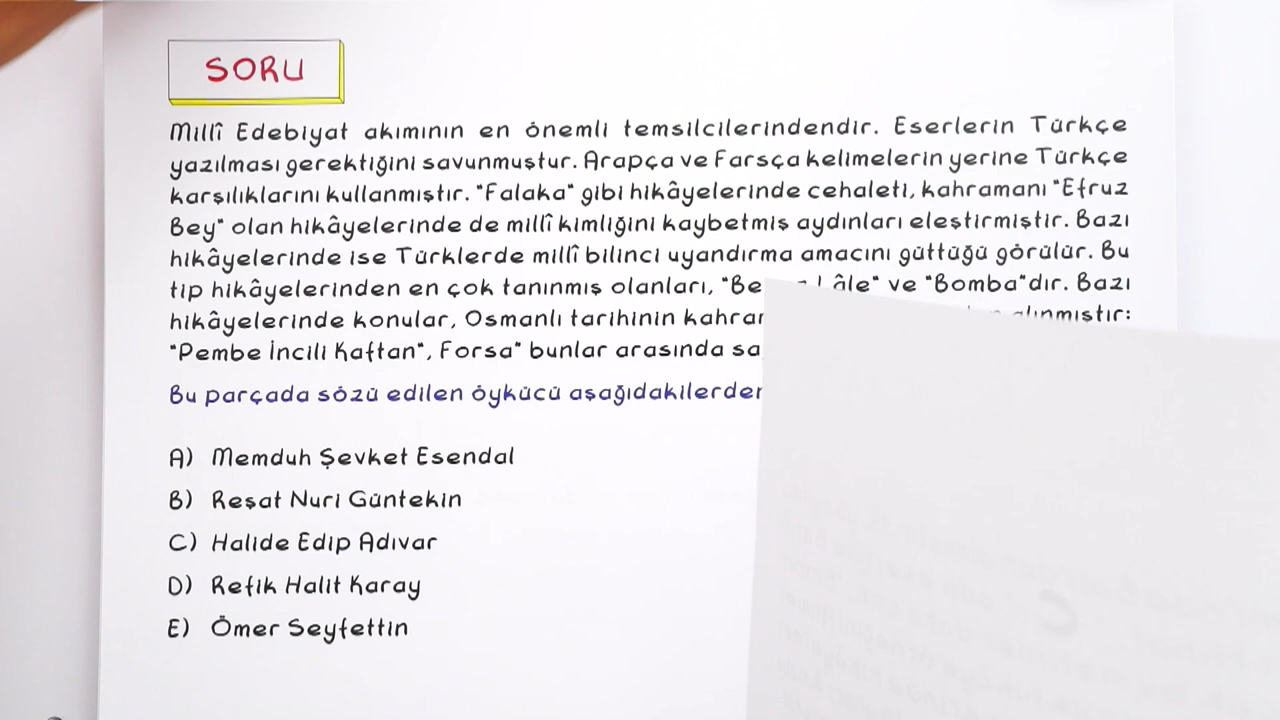 SORU
Millî Edebiyat akımının en önemli temsilcilerindendir. Eserlerin Türkçe
yazılması gerektiğini savunmuştur. Arapça ve Farsça kelimelerin yerine Türkçe
karşılıklarını kullanmıştır. "Falaka" gibi hikâyelerinde cehaleti, kahramanı "Efruz
Bey" olan hikâyelerinde de millî kimliğini kaybetmiş aydınları eleştirmiştir. Bazı
hikâyelerinde ise Türklerde millî bilinci uyandırma amacını güttüğü görülür. Bu
tip hikâyelerinden en çok tanınmış olanları, ve "Bomba"dır. Bazı
hikâyelerinde konular, Osmanlı tarihinin alınmıştır:
"Pembe İncili Kaftan", Forsa" bunlar arasında
Bu parçada sözü edilen öykücü
A) Memduh Şevket Esendal
B) Reşat Nuri Güntekin
C) Halide Edip Adıvar
D) Refik Halit Karay
E) Ömer Seyfettin